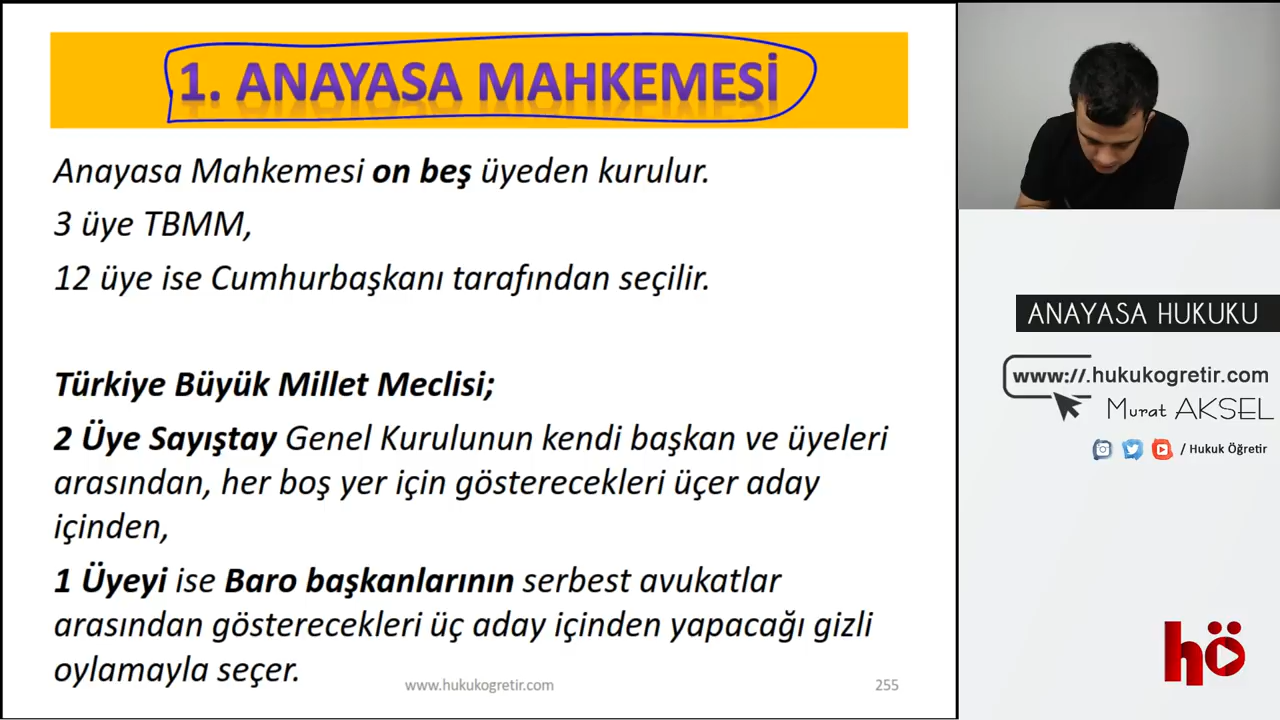 1. ANAYASA MAHKEMESİ
Anayasa Mahkemesi on beş üyeden kurulur.
3 üye TBMM,
12 üye ise Cumhurbaşkanı tarafından seçilir.
Türkiye Büyük Millet Meclisi;
2 Üye Sayıştay Genel Kurulunun kendi başkan ve üyeleri
arasından, her boş yer için gösterecekleri üçer aday
içinden,
1 Üyeyi ise Baro başkanlarının serbest avukatlar
arasından gösterecekleri üç aday içinden yapacağı gizli
oylamayla seçer.
www.hukukogretir.com
255
ANAYASA HUKUKU
www://.hukukogretir.com
Murat AKSEL
/ Hukuk Öğretir
hö